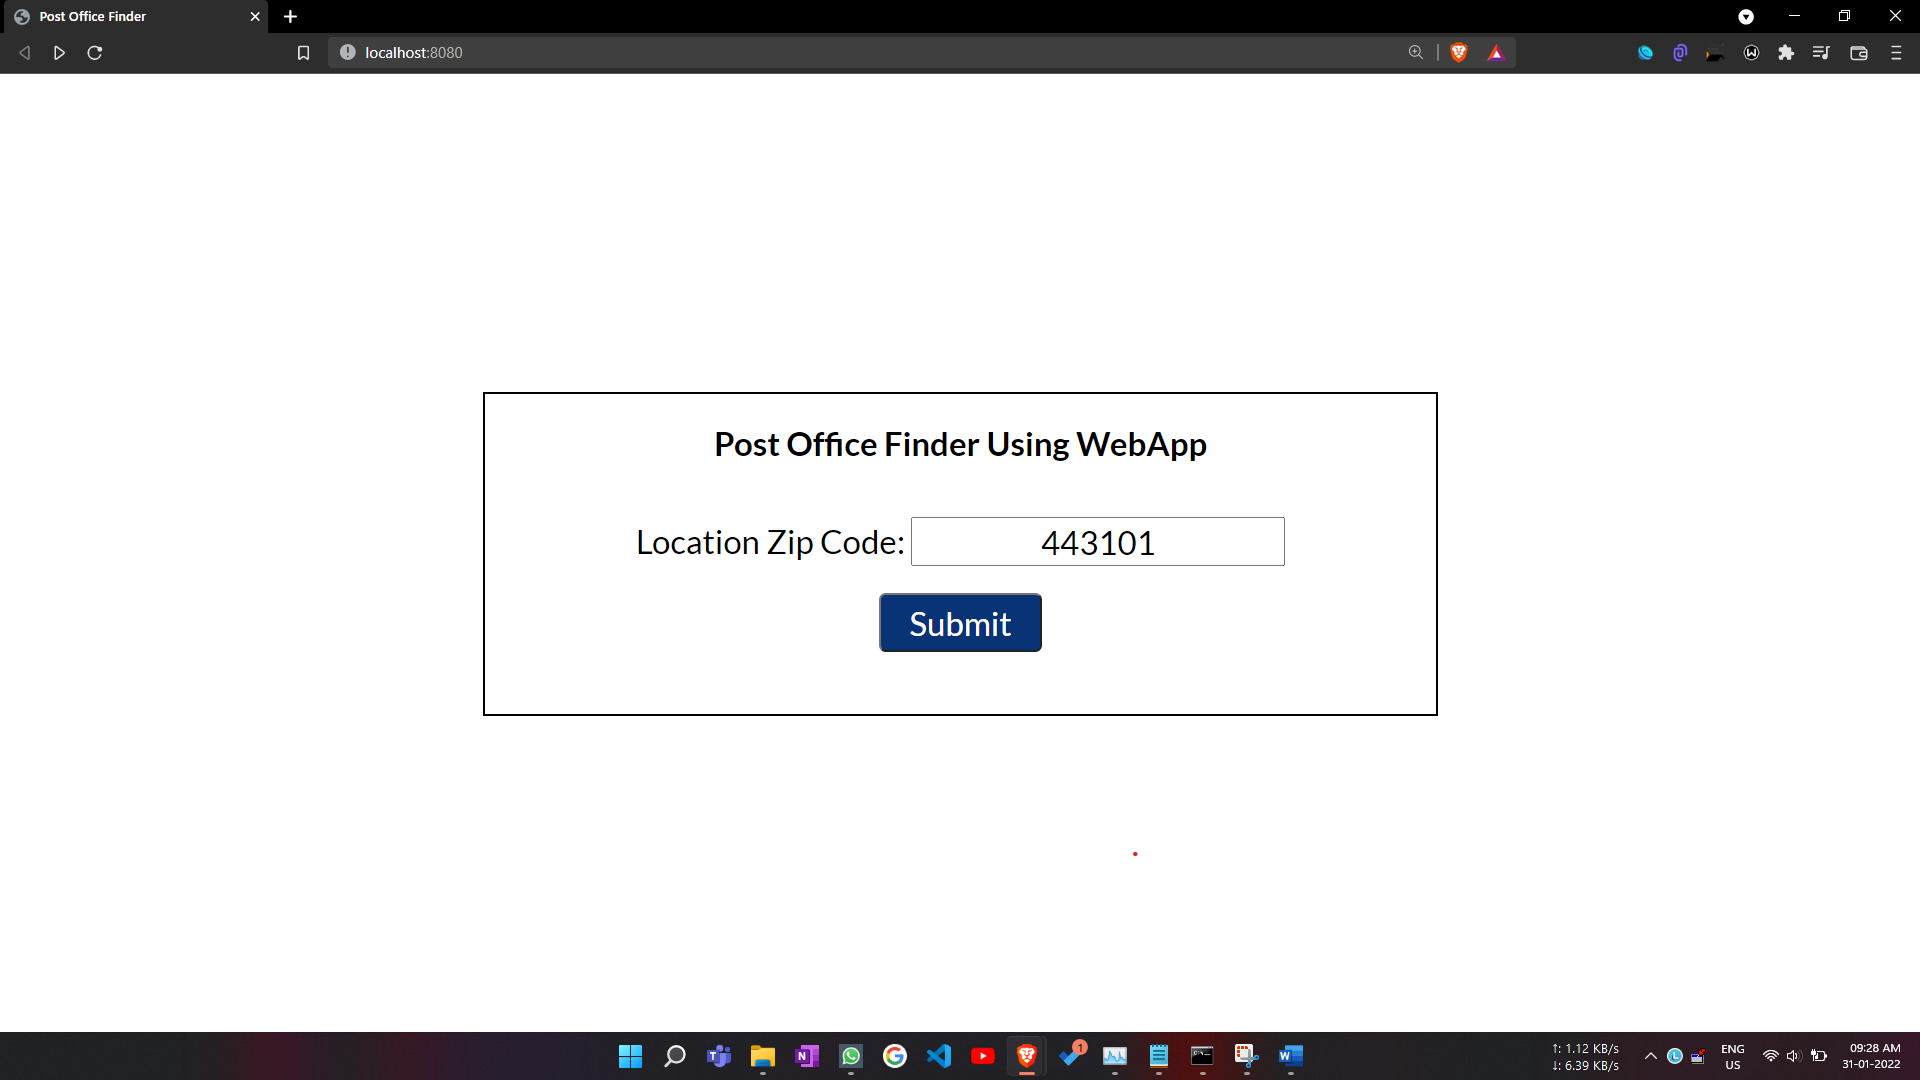 Post Office Finder
localhost:8080
Post Office Finder Using WebApp
Location Zip Code: 443101
Submit
1
↑: 1.12 KB/s
↓: 6.39 KB/s
ENG
US
09:28 AM
31-01-2022